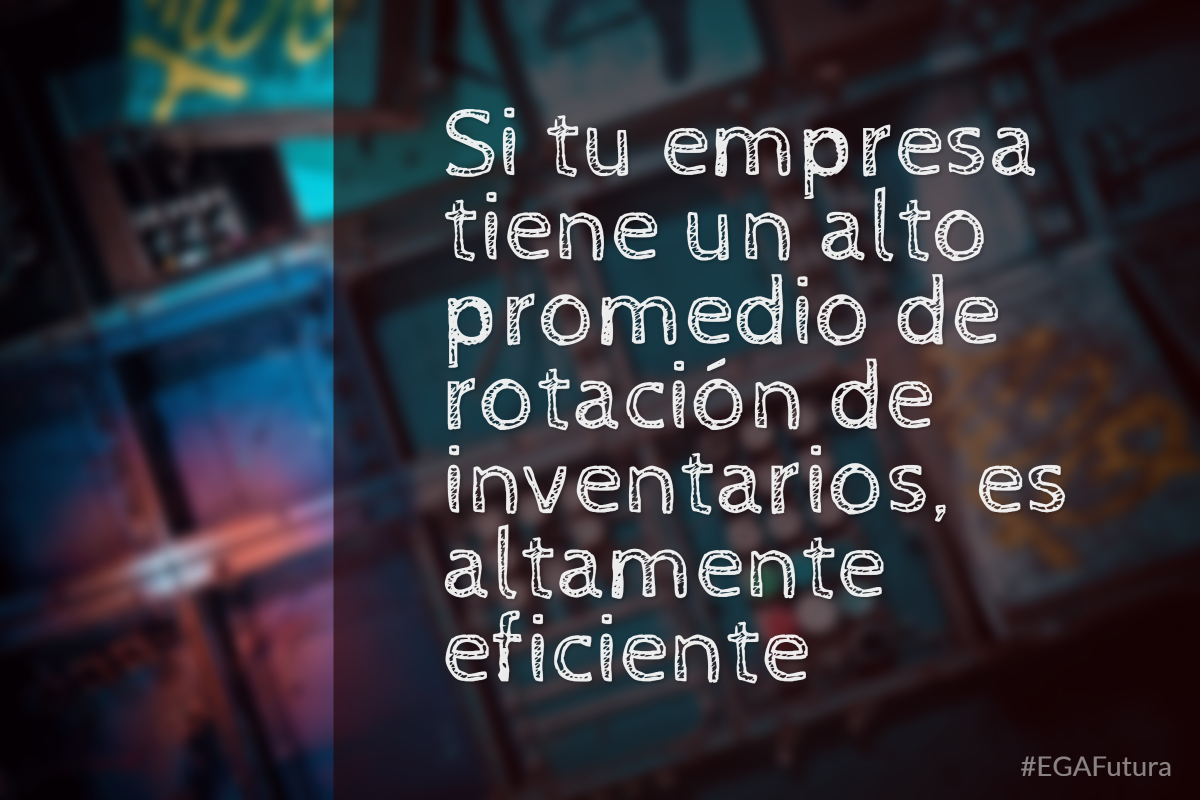 Si tu empresa
tiene un alto
promedio de
rotación de
inventarios, es
altamente
eficiente
#EGAFutura